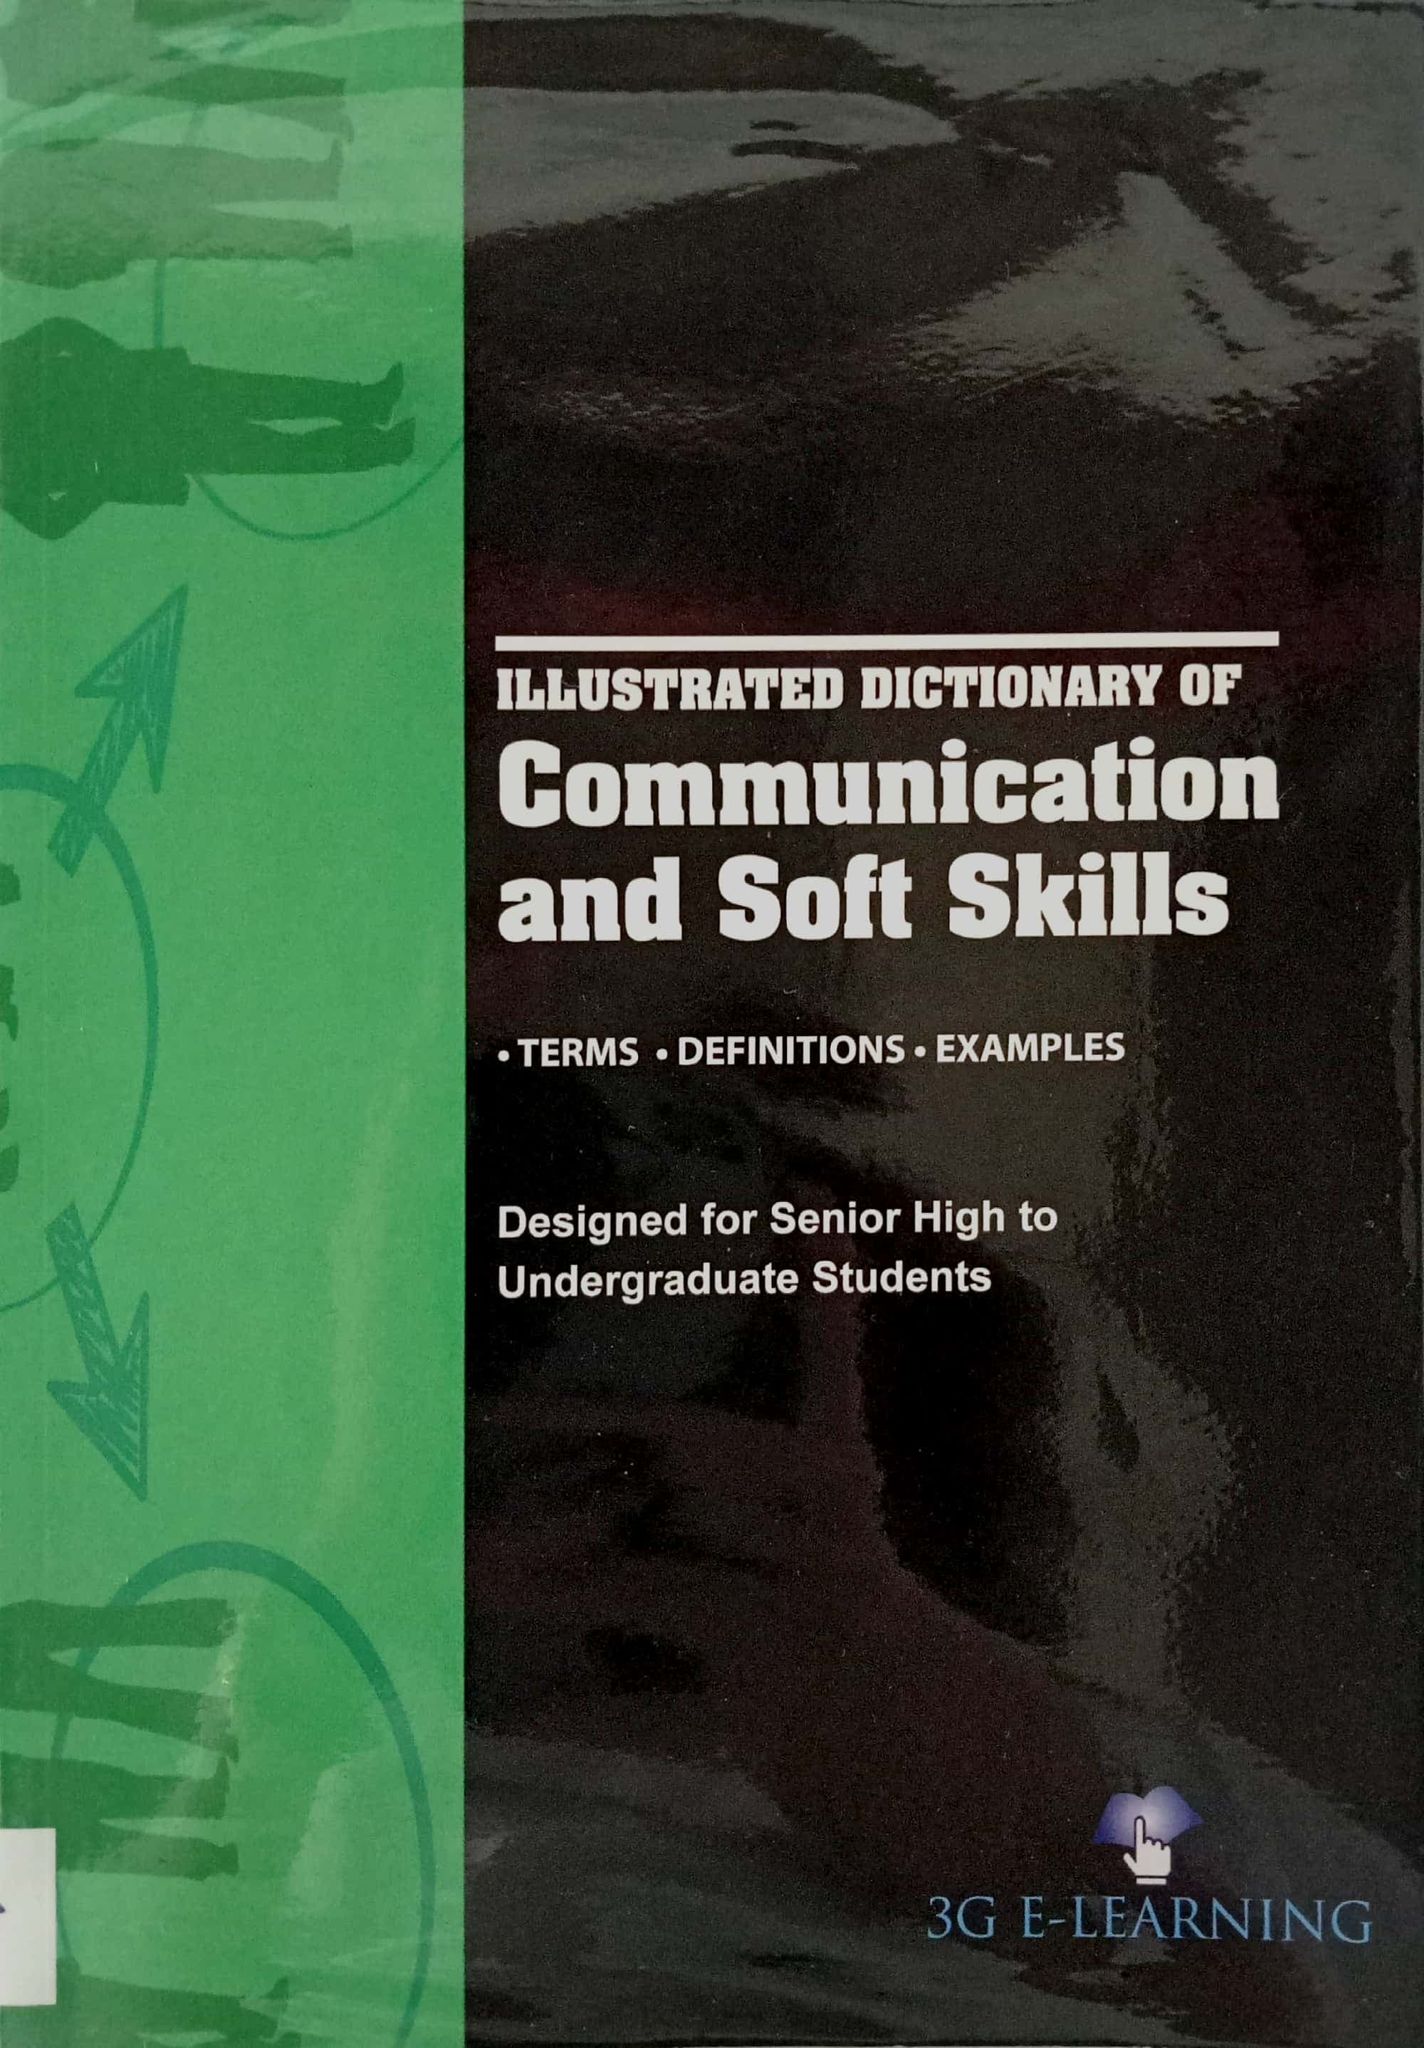 ILLUSTRATED DICTIONARY OF
Communication
and Soft Skills
• TERMS • DEFINITIONS • EXAMPLES
Designed for Senior High to
Undergraduate Students
3G E-LEARNING